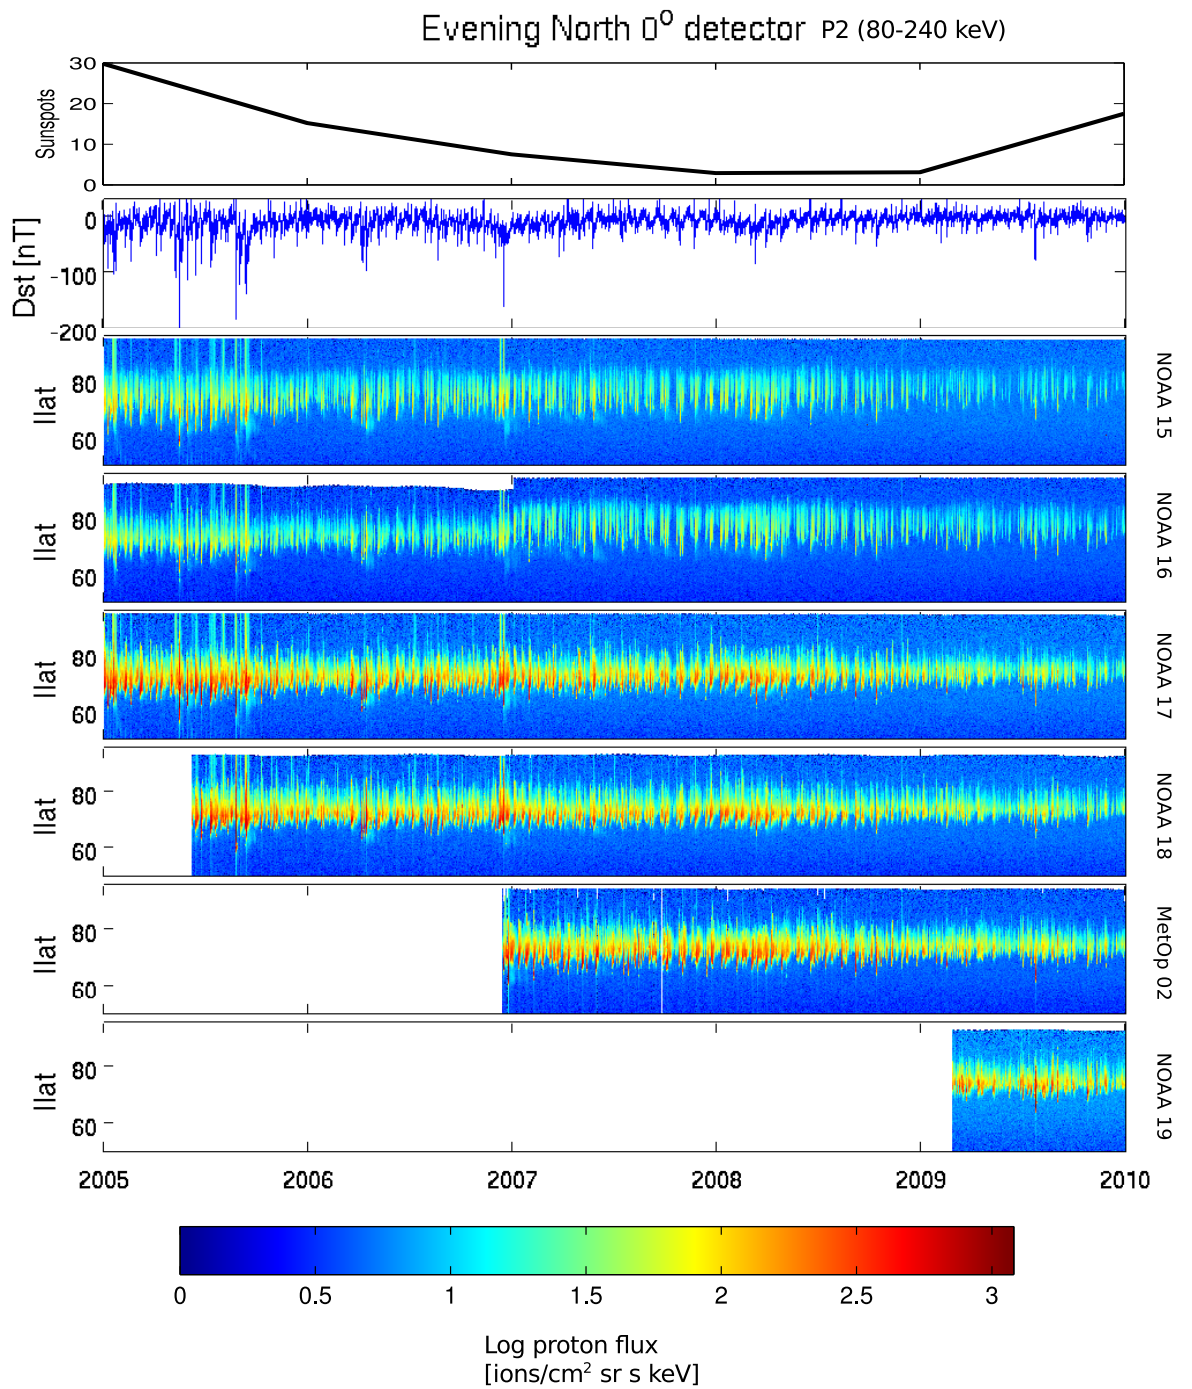 Evening North 0° detector P2 (80-240 keV)
30
20
10
0
Sunspots
0
-100
-200
Dst [nT]
80
60
Ilat
NOAA 15
80
60
Ilat
NOAA 16
80
60
Ilat
NOAA 17
80
60
Ilat
NOAA 18
80
60
Ilat
MetOp 02
80
60
Ilat
NOAA 19
2005 2006 2007 2008 2009 2010
0 0.5 1 1.5 2 2.5 3
Log proton flux
[ions/cm² sr s keV]